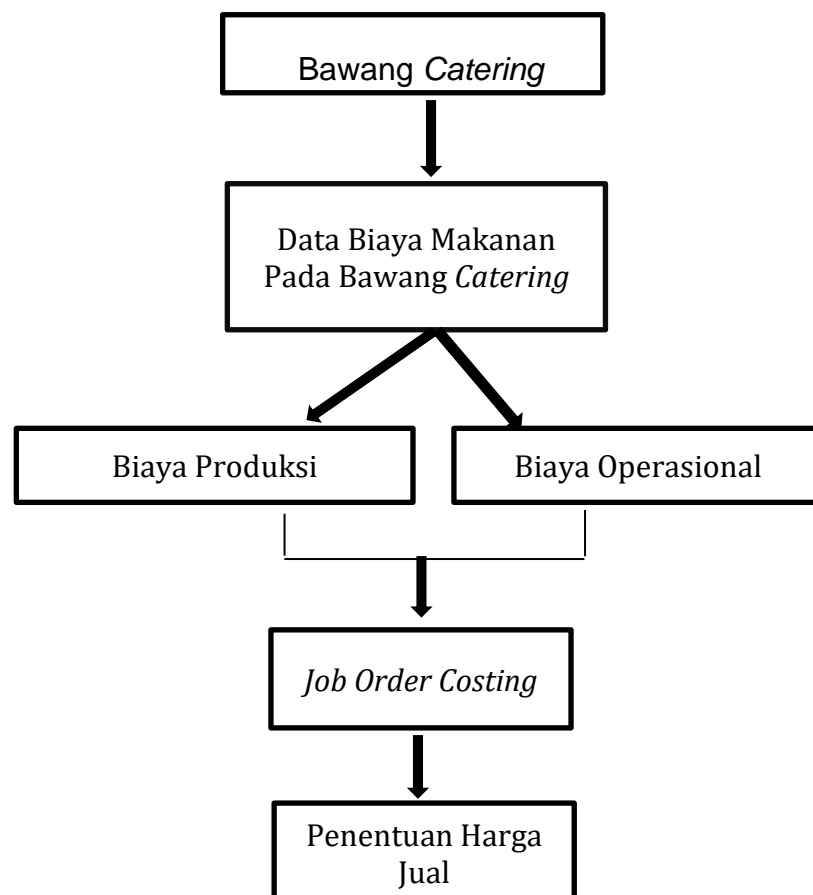 Bawang Catering
Data Biaya Makanan
Pada Bawang Catering
Biaya Produksi
Biaya Operasional
Job Order Costing
Penentuan Harga
Jual